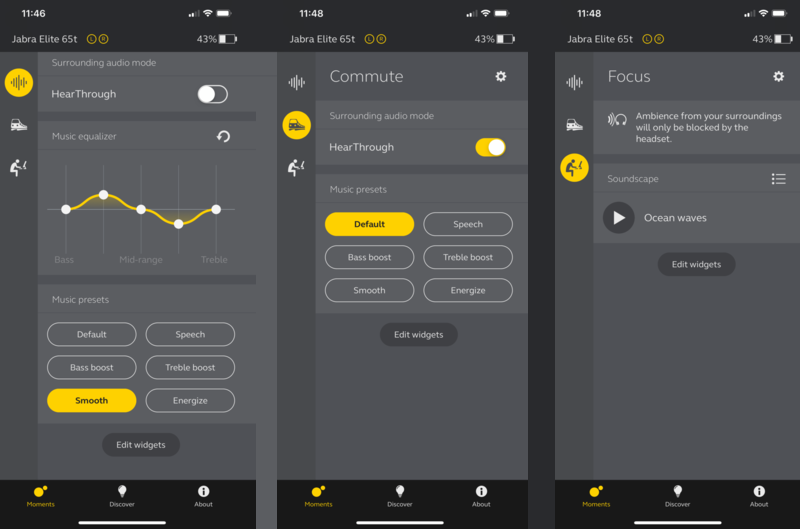 11:46
Jabra Elite 65t L R 43%
Surrounding audio mode
HearThrough
Music equalizer
Bass Mid-range Treble
Music presets
Default Speech
Bass boost Treble boost
Smooth Energize
Edit widgets
Moments Discover About
11:48
Jabra Elite 65t L R 43%
Commute
Surrounding audio mode
HearThrough
Music presets
Default Speech
Bass boost Treble boost
Smooth Energize
Edit widgets
Moments Discover About
11:48
Jabra Elite 65t L R 43%
Focus
Ambience from your surroundings
will only be blocked by the
headset.
Soundscape
Ocean waves
Edit widgets
Moments Discover About